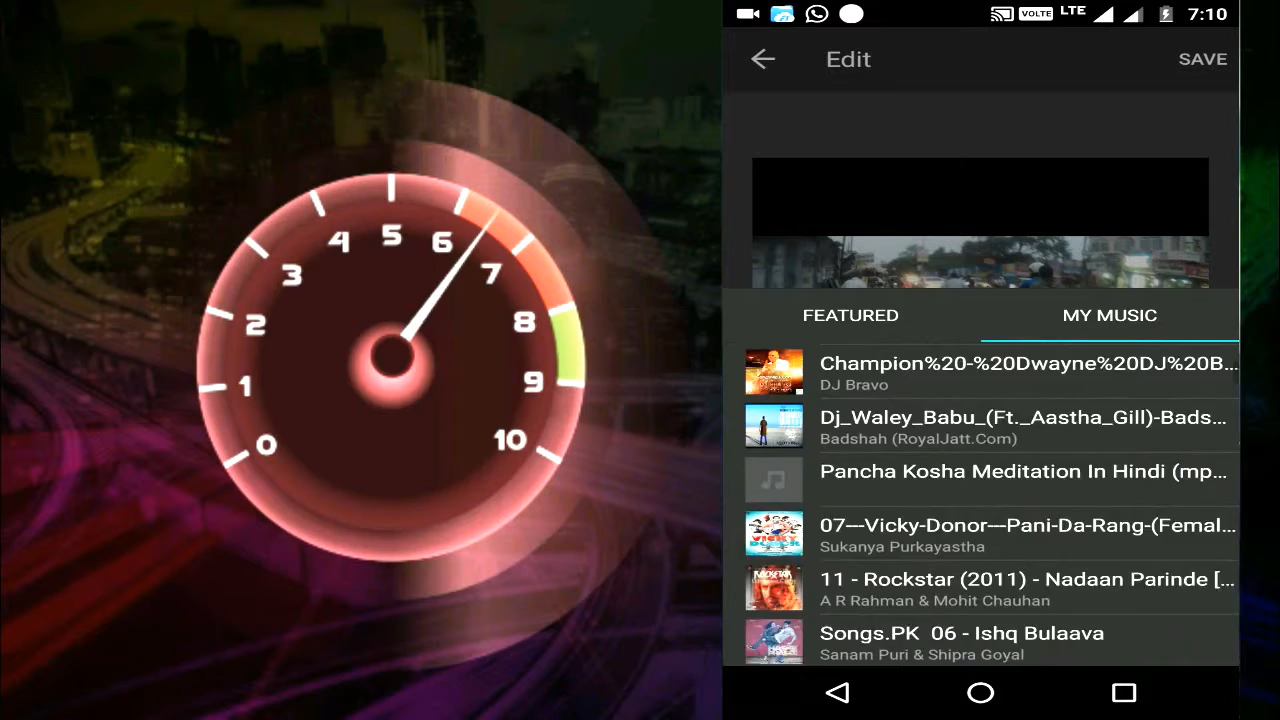 0
1
2
3
4
5
6
7
8
9
10
VOLTE LTE 7:10
Edit SAVE
FEATURED MY MUSIC
Champion%20-%20Dwayne%20DJ%20B...
DJ Bravo
Dj_Waley_Babu_(Ft._Aastha_Gill)-Bads...
Badshah (RoyalJatt.Com)
Pancha Kosha Meditation In Hindi (mp...
07---Vicky-Donor---Pani-Da-Rang-(Femal...
Sukanya Purkayastha
11 - Rockstar (2011) - Nadaan Parinde [...
A R Rahman & Mohit Chauhan
Songs.PK 06 - Ishq Bulaava
Sanam Puri & Shipra Goyal